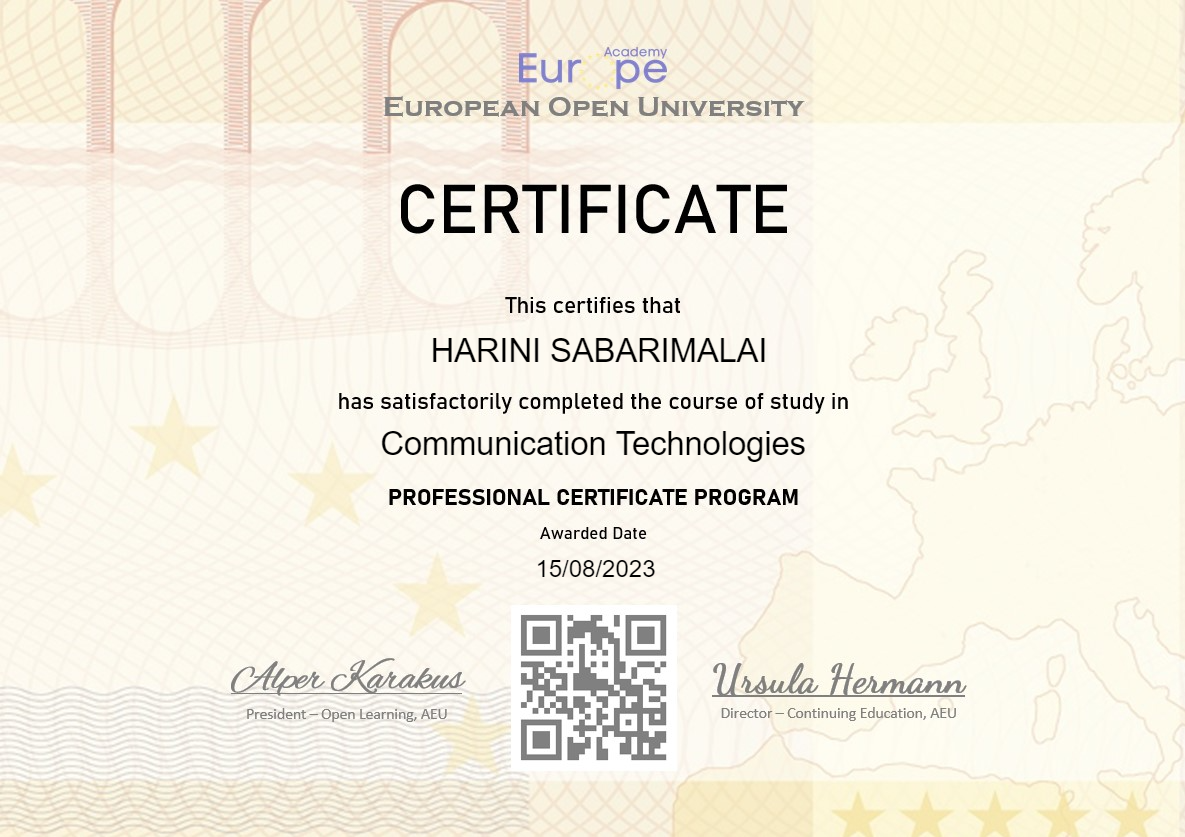 Academy
Europe
EUROPEAN OPEN UNIVERSITY
CERTIFICATE
This certifies that
HARINI SABARIMALAI
has satisfactorily completed the course of study in
Communication Technologies
PROFESSIONAL CERTIFICATE PROGRAM
Awarded Date
15/08/2023
Alper Karakus
President – Open Learning, AEU
Ursula Hermann
Director – Continuing Education, AEU